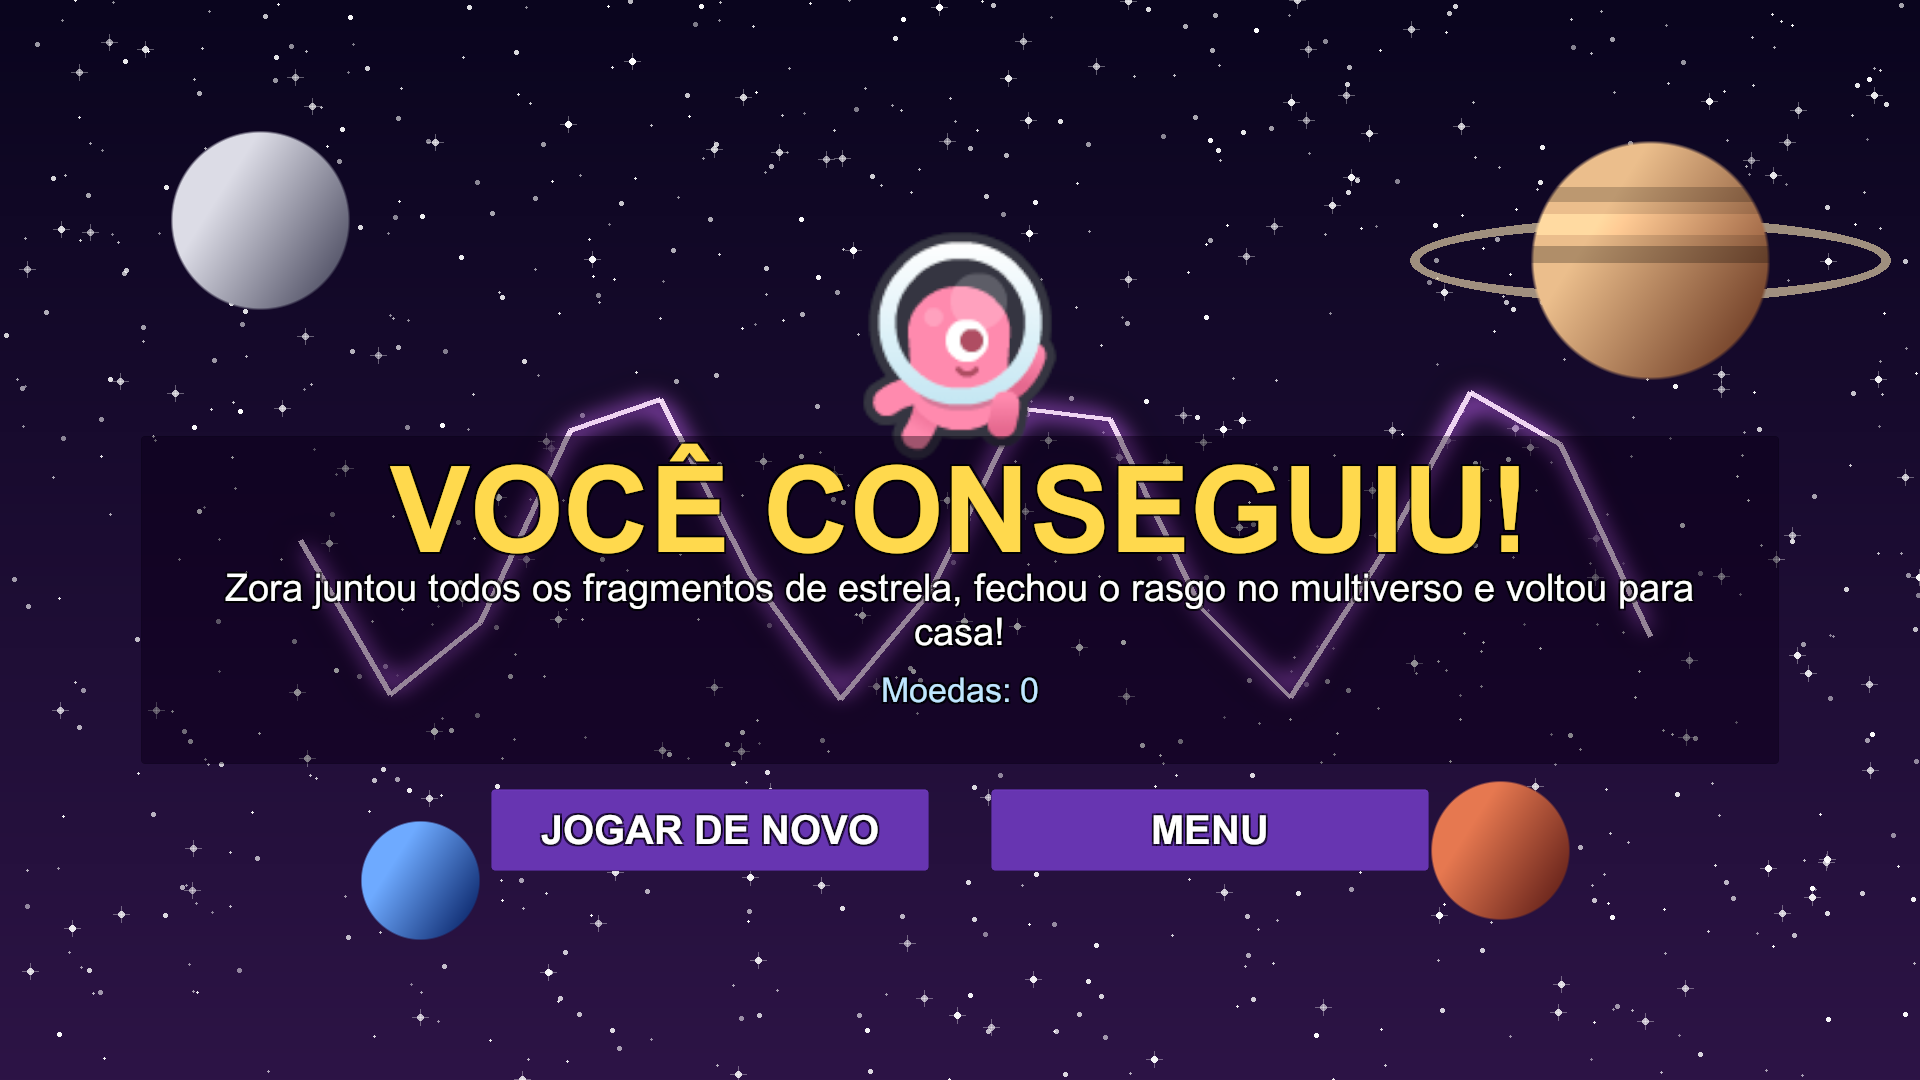 VOCÊ CONSEGUIU!
Zora juntou todos os fragmentos de estrela, fechou o rasgo no multiverso e voltou para
casa!
Moedas: 0
JOGAR DE NOVO
MENU